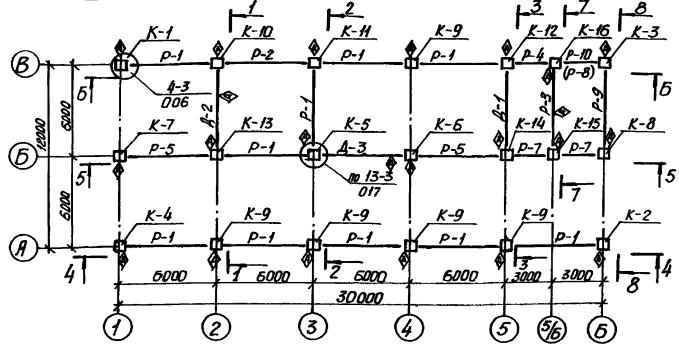 1 2 3 7 8
К-1 К-10 К-11 К-9 К-12 К-16 К-3
В Р-1 Р-2 Р-1 Р-1 Р-4 Р-10
(Р-8)
Б 4-3
006 Д-2 Р-1 Д-1 Р-3 Р-9 Б
12000 6000 6000
К-7 К-13 К-5 К-6 К-14 К-15 К-8
Б Р-5 Р-1 Д-3 Р-5 Р-7 Р-7
5 по 13-3 5
017 7
К-4 К-9 К-9 К-9 К-9 К-2
А Р-1 Р-1 Р-1 Р-1 Р-1
4 1 2 3 4
6000 6000 6000 6000 3000 3000 8
30000
1 2 3 4 5 5/6 6